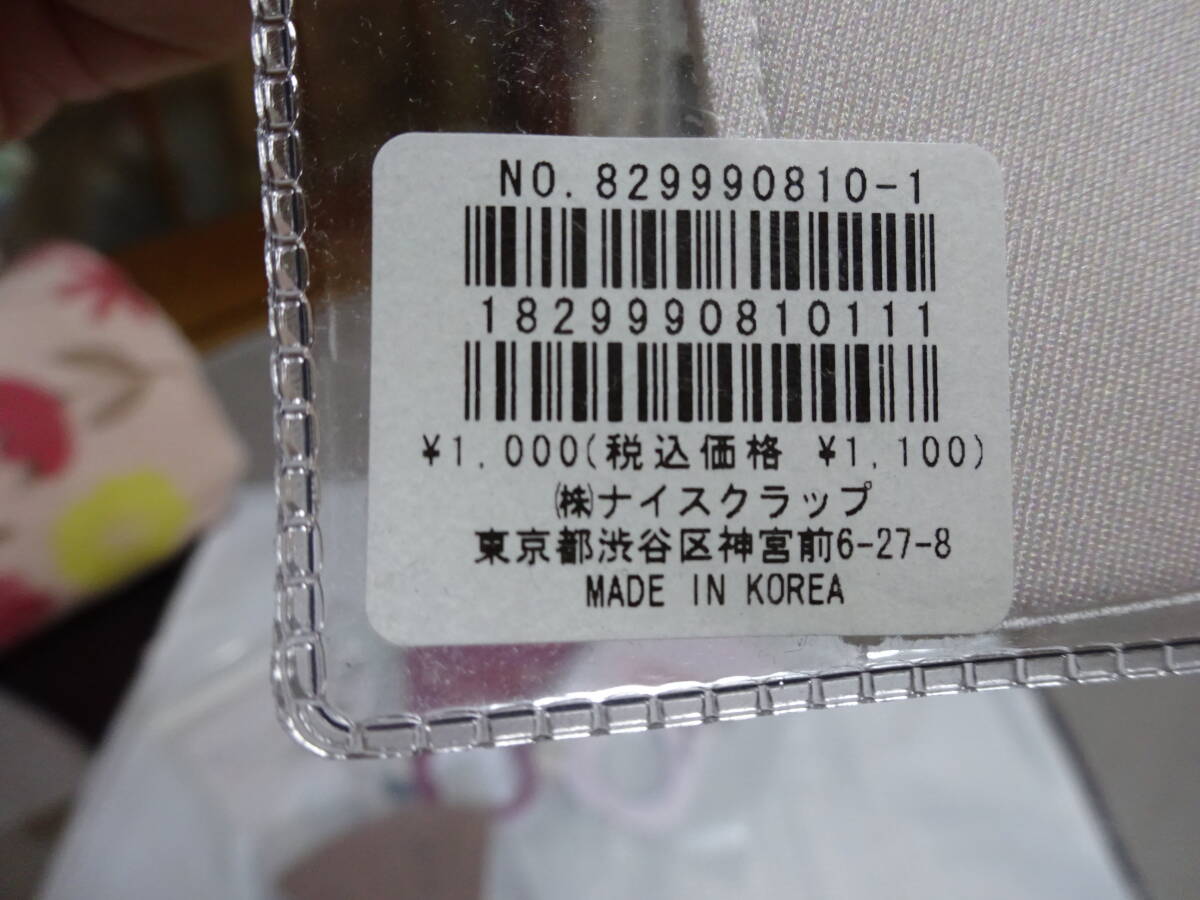 NO.829990810-1
1829990810111
¥1,000(税込価格 ¥1,100)
㈱ナイスクラップ
東京都渋谷区神宮前6-27-8
MADE IN KOREA